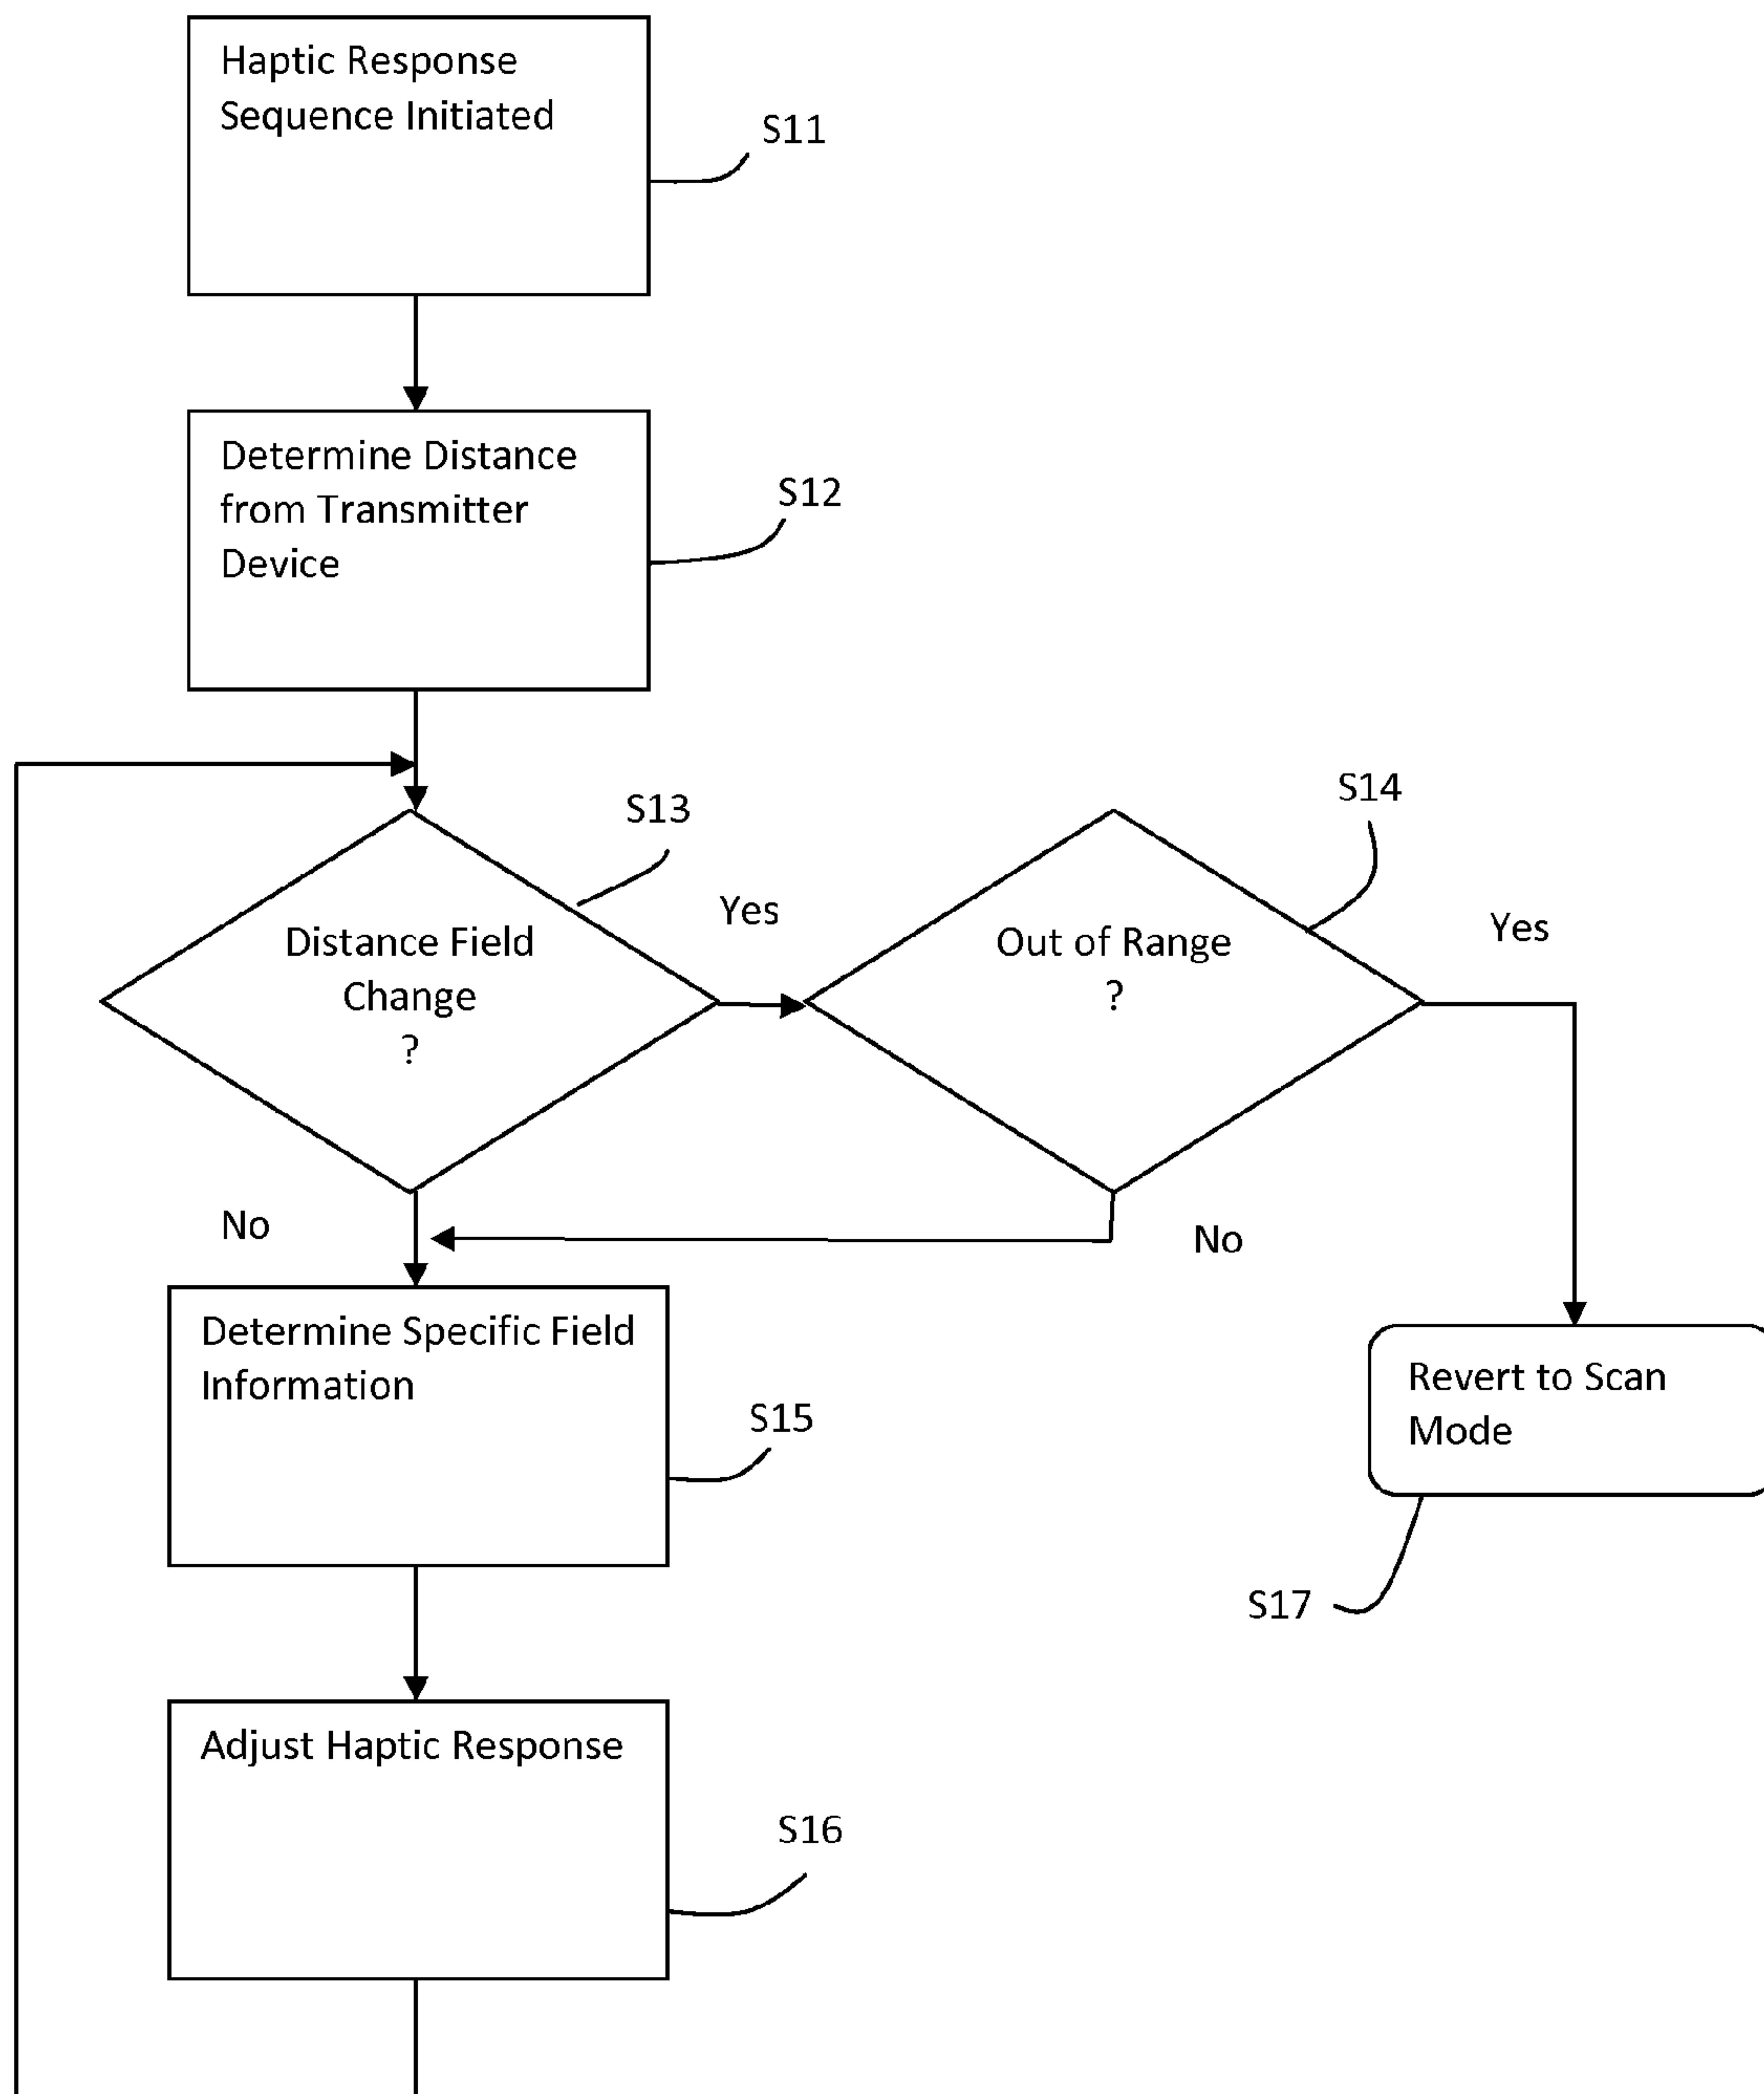 Haptic Response
Sequence Initiated
S11
Determine Distance
from Transmitter
Device
S12
S13
Distance Field
Change
?
Yes
S14
Out of Range
?
Yes
No
No
Determine Specific Field
Information
S15
Revert to Scan
Mode
S17
Adjust Haptic Response
S16